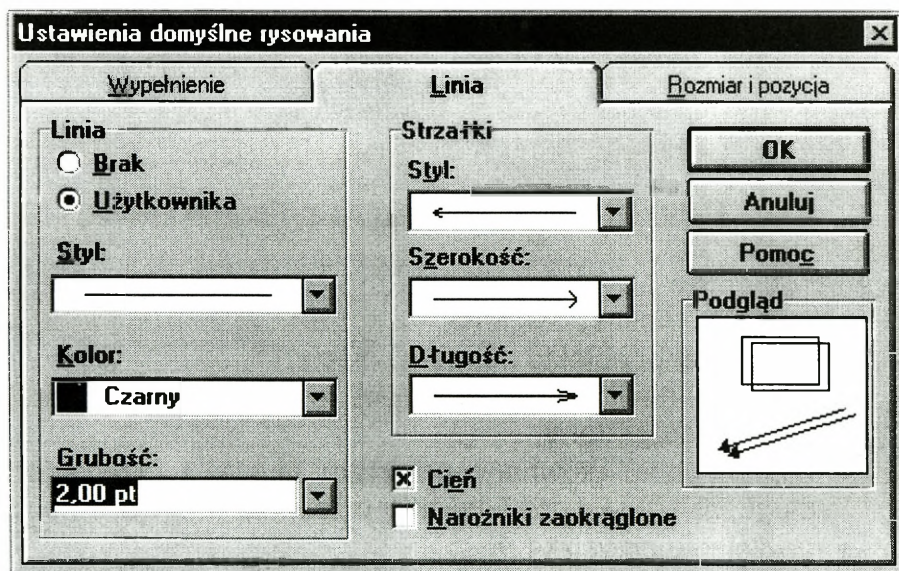 Ustawienia domyślne rysowania
Wypełnienie
Linia
Rozmiar i pozycja
Linia
Brak
Użytkownika
Styl:
Kolor:
Czarny
Grubość:
2,00 pt
Strzałki
Styl:
Szerokość:
Długość:
Cień
Narożniki zaokrąglone
OK
Anuluj
Pomoc
Podgląd